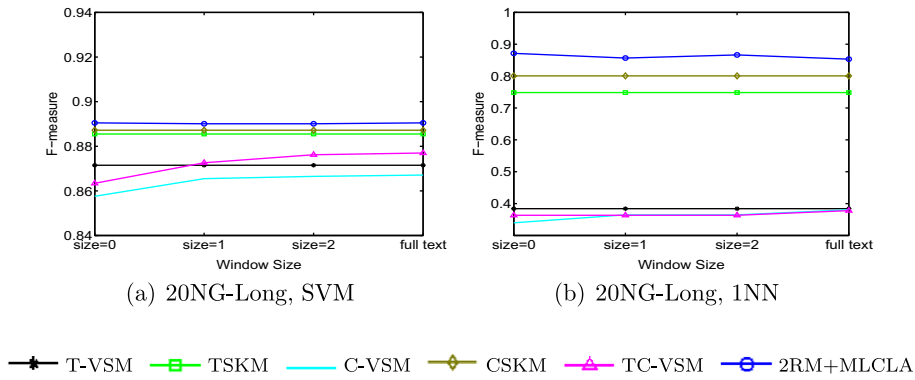 0.94
0.92
0.9
0.88
0.86
0.84
F-measure
size=0 size=1 size=2 full text
Window Size
(a) 20NG-Long, SVM
1
0.9
0.8
0.7
0.6
0.5
0.4
F-measure
size=0 size=1 size=2 full text
Window Size
(b) 20NG-Long, 1NN
T-VSM TSKM C-VSM CSKM TC-VSM 2RM+MLCLA